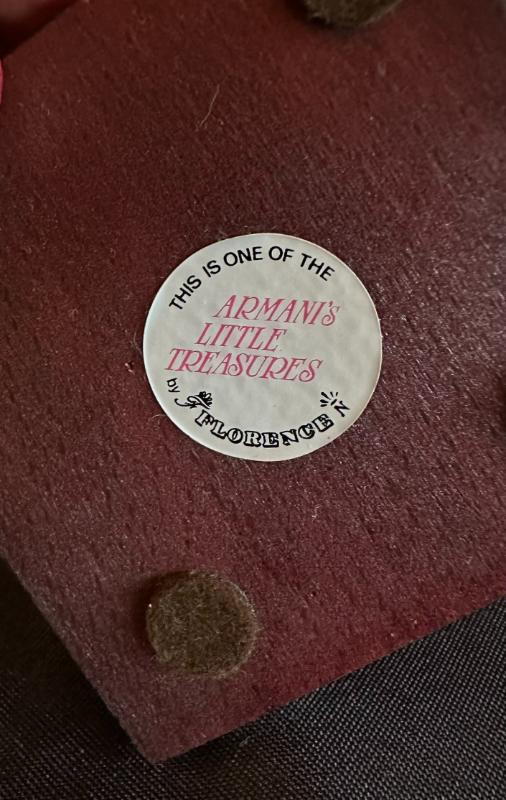 THIS IS ONE OF THE
ARMANI'S
LITTLE
TREASURES
by FLORENCE